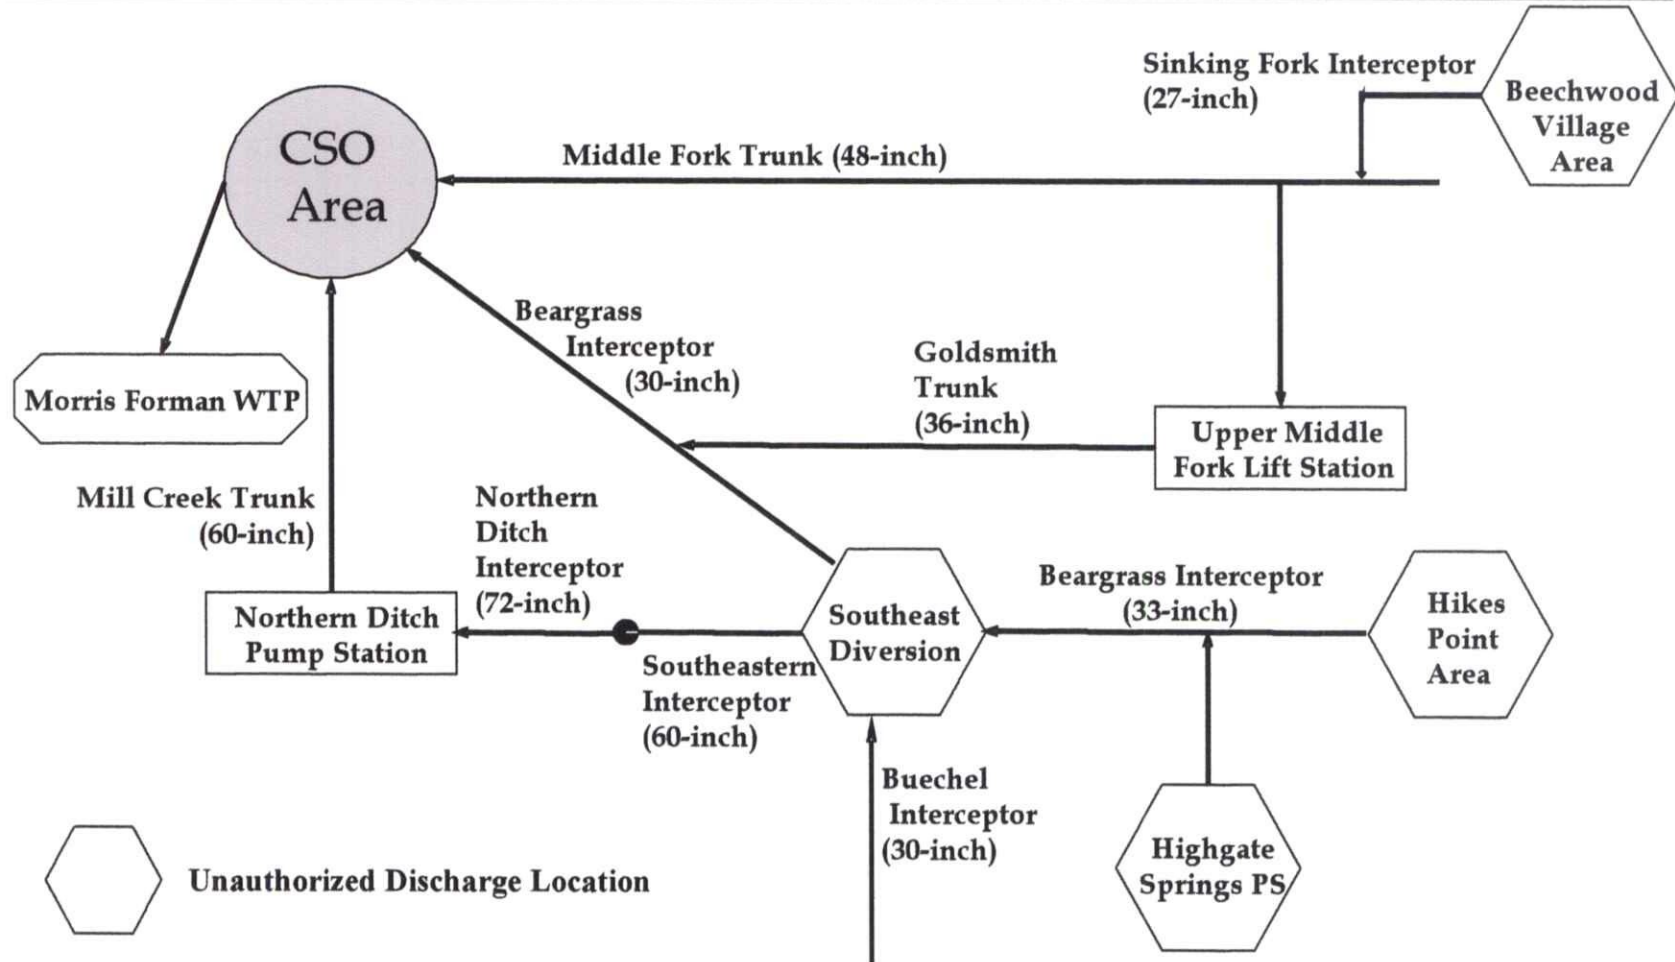 Sinking Fork Interceptor
(27-inch)
Beechwood
Village
Area
CSO
Area
Middle Fork Trunk (48-inch)
Beargrass
Interceptor
(30-inch)
Goldsmith
Trunk
(36-inch)
Upper Middle
Fork Lift Station
Morris Forman WTP
Mill Creek Trunk
(60-inch)
Northern
Ditch
Interceptor
(72-inch)
Northern Ditch
Pump Station
Southeastern
Interceptor
(60-inch)
Southeast
Diversion
Beargrass Interceptor
(33-inch)
Hikes
Point
Area
Buechel
Interceptor
(30-inch)
Highgate
Springs PS
Unauthorized Discharge Location